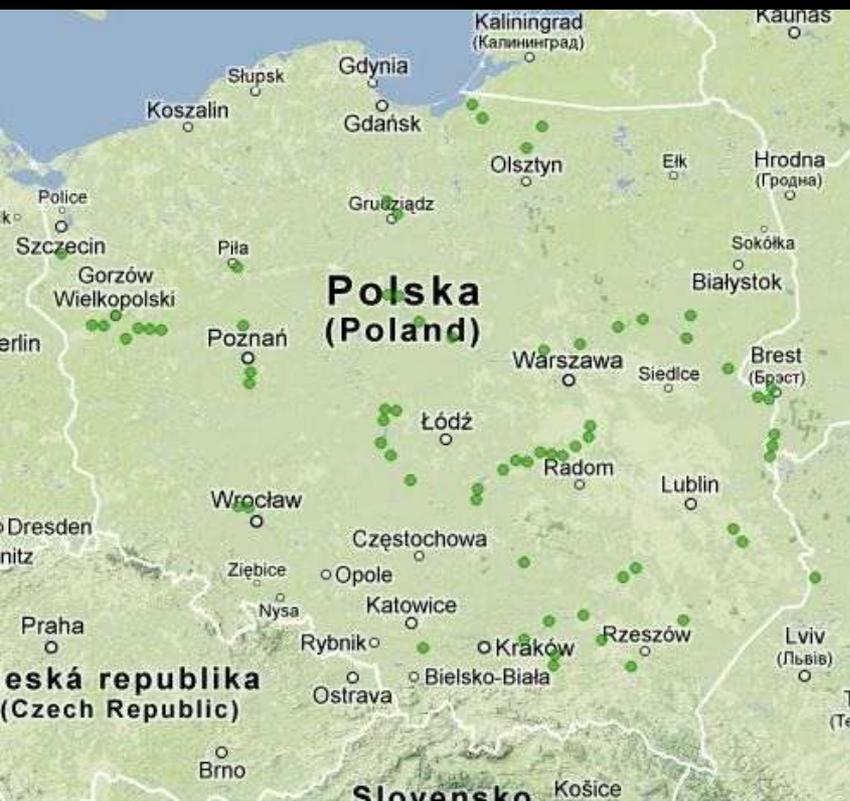 Kaliningrad
(Калининград)
Kaunas
Gdynia
Słupsk
Koszalin
Gdańsk
Olsztyn
Ełk
Hrodna
(Гродна)
Police
k
Szczecin
Grudziądz
Sokółka
Piła
Białystok
Gorzów
Wielkopolski
Polska
(Poland)
erlin
Poznań
Warszawa
Siedlce
Brest
(Брэст)
Łódź
Radom
Lublin
Wrocław
Dresden
nitz
Częstochowa
Ziębice
Opole
Nysa
Katowice
Praha
Rybnik
Kraków
Rzeszów
Lviv
(Львів)
eská republika
(Czech Republic)
Bielsko-Biała
Ostrava
(Te
Brno
Slovensko
Košice